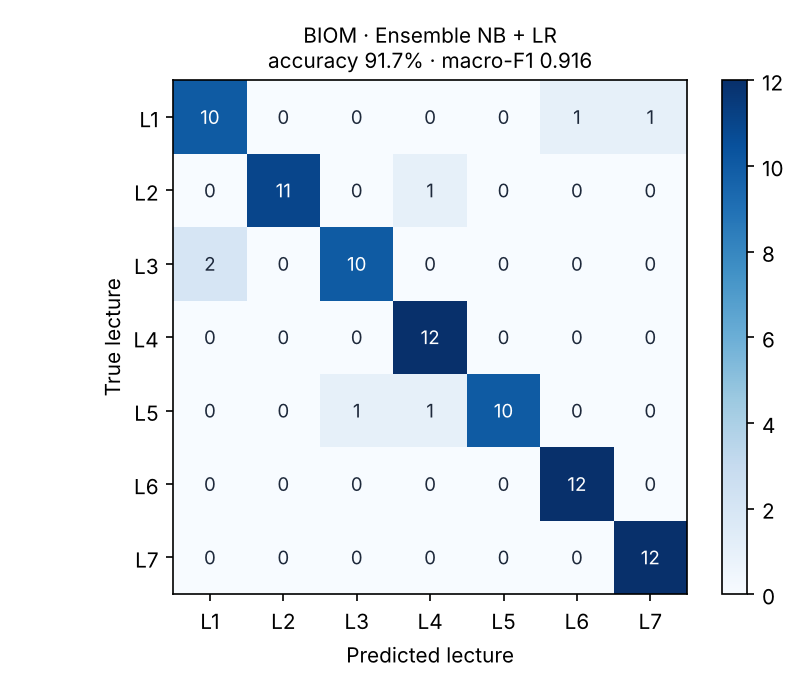 BIOM · Ensemble NB + LR
accuracy 91.7% · macro-F1 0.916
True lecture
L1 10 0 0 0 0 1 1
L2 0 11 0 1 0 0 0
L3 2 0 10 0 0 0 0
L4 0 0 0 12 0 0 0
L5 0 0 1 1 10 0 0
L6 0 0 0 0 0 12 0
L7 0 0 0 0 0 0 12
L1 L2 L3 L4 L5 L6 L7
Predicted lecture
12
10
8
6
4
2
0